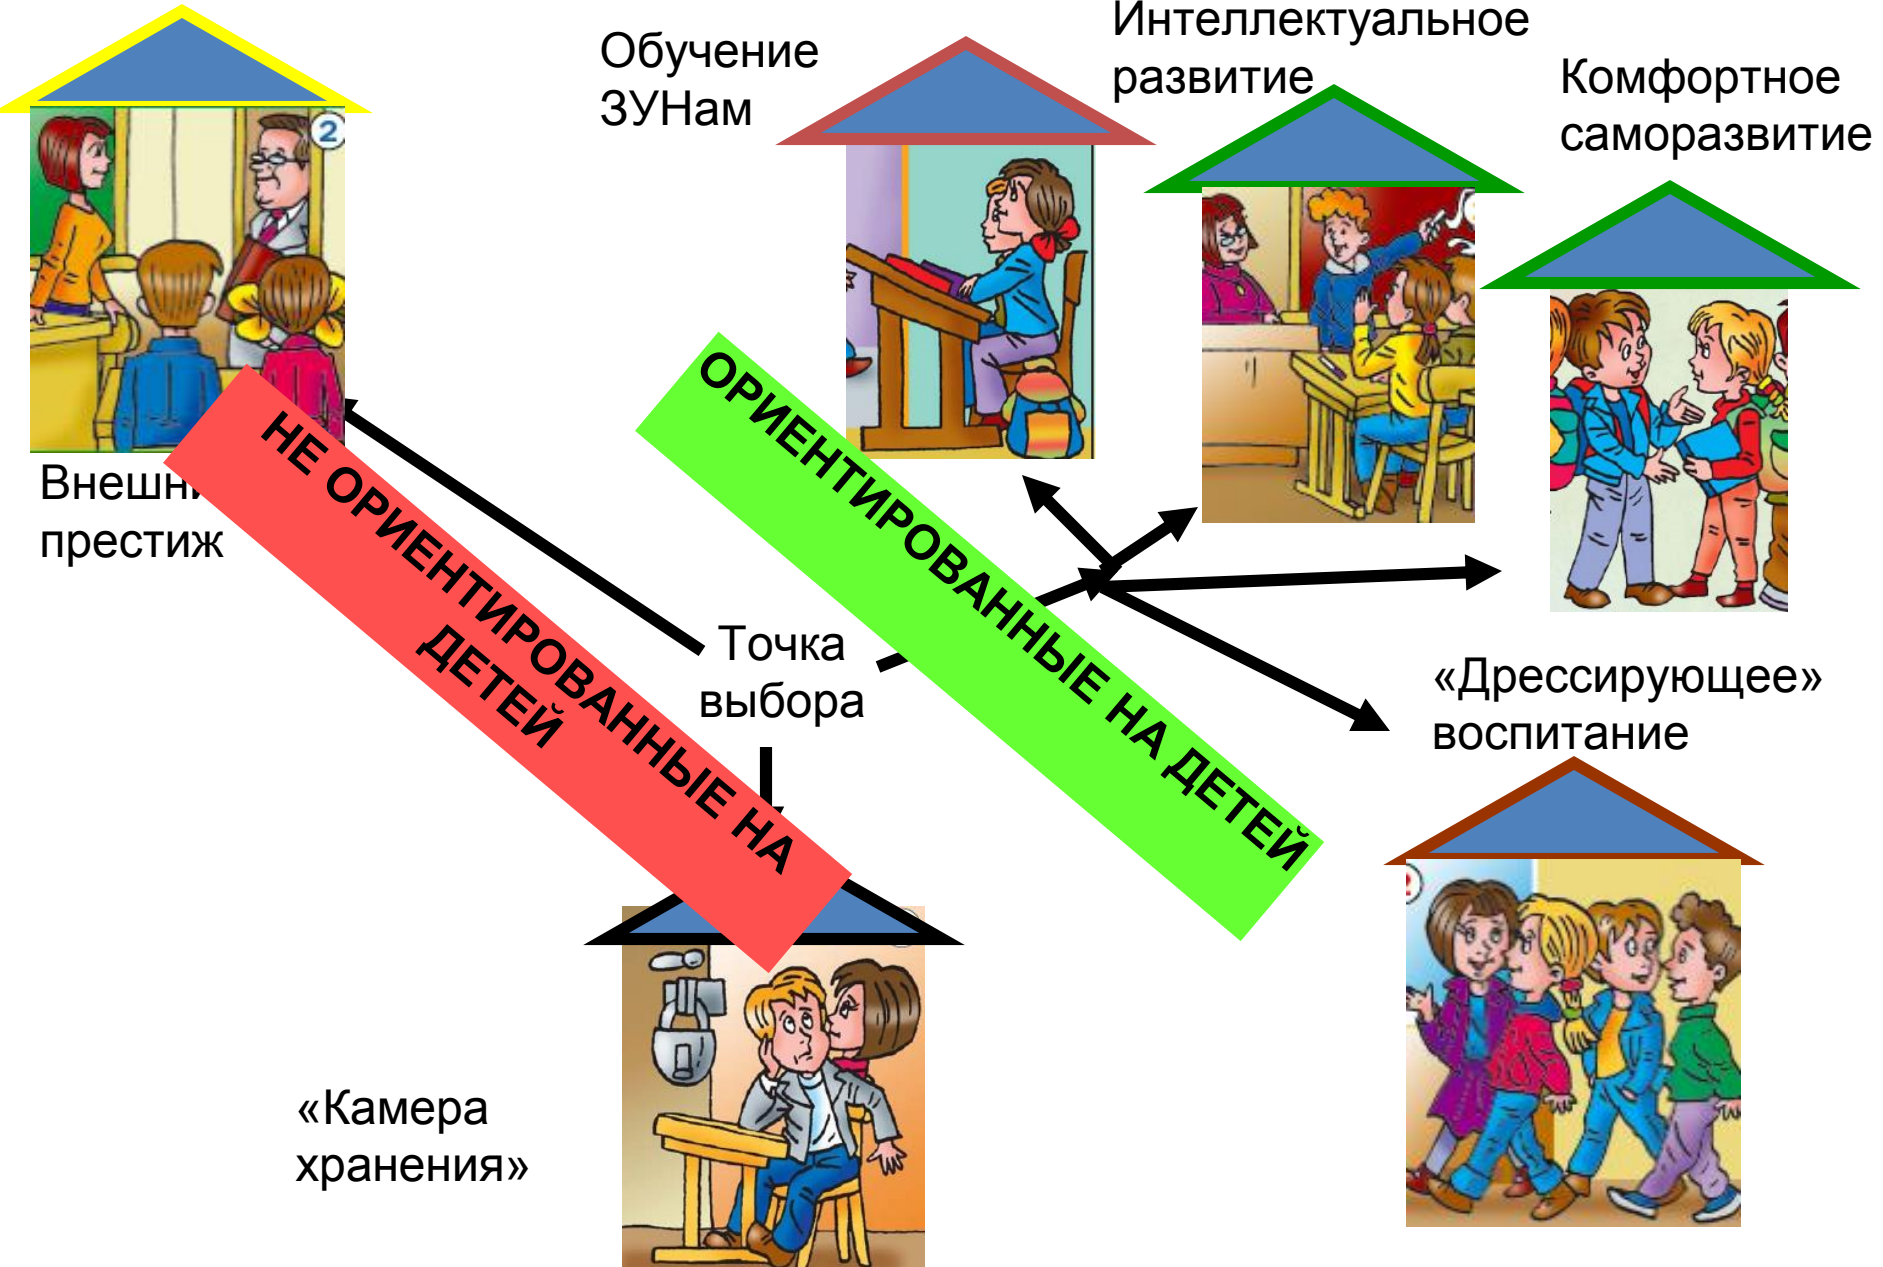 Обучение
ЗУНам
Интеллектуальное
развитие
Комфортное
саморазвитие
2
престиж
НЕ ОРИЕНТИРОВАННЫЕ НА
ДЕТЕЙ
ОРИЕНТИРОВАННЫЕ НА ДЕТЕЙ
Точка
выбора
«Дрессирующее»
воспитание
«Камера
хранения»